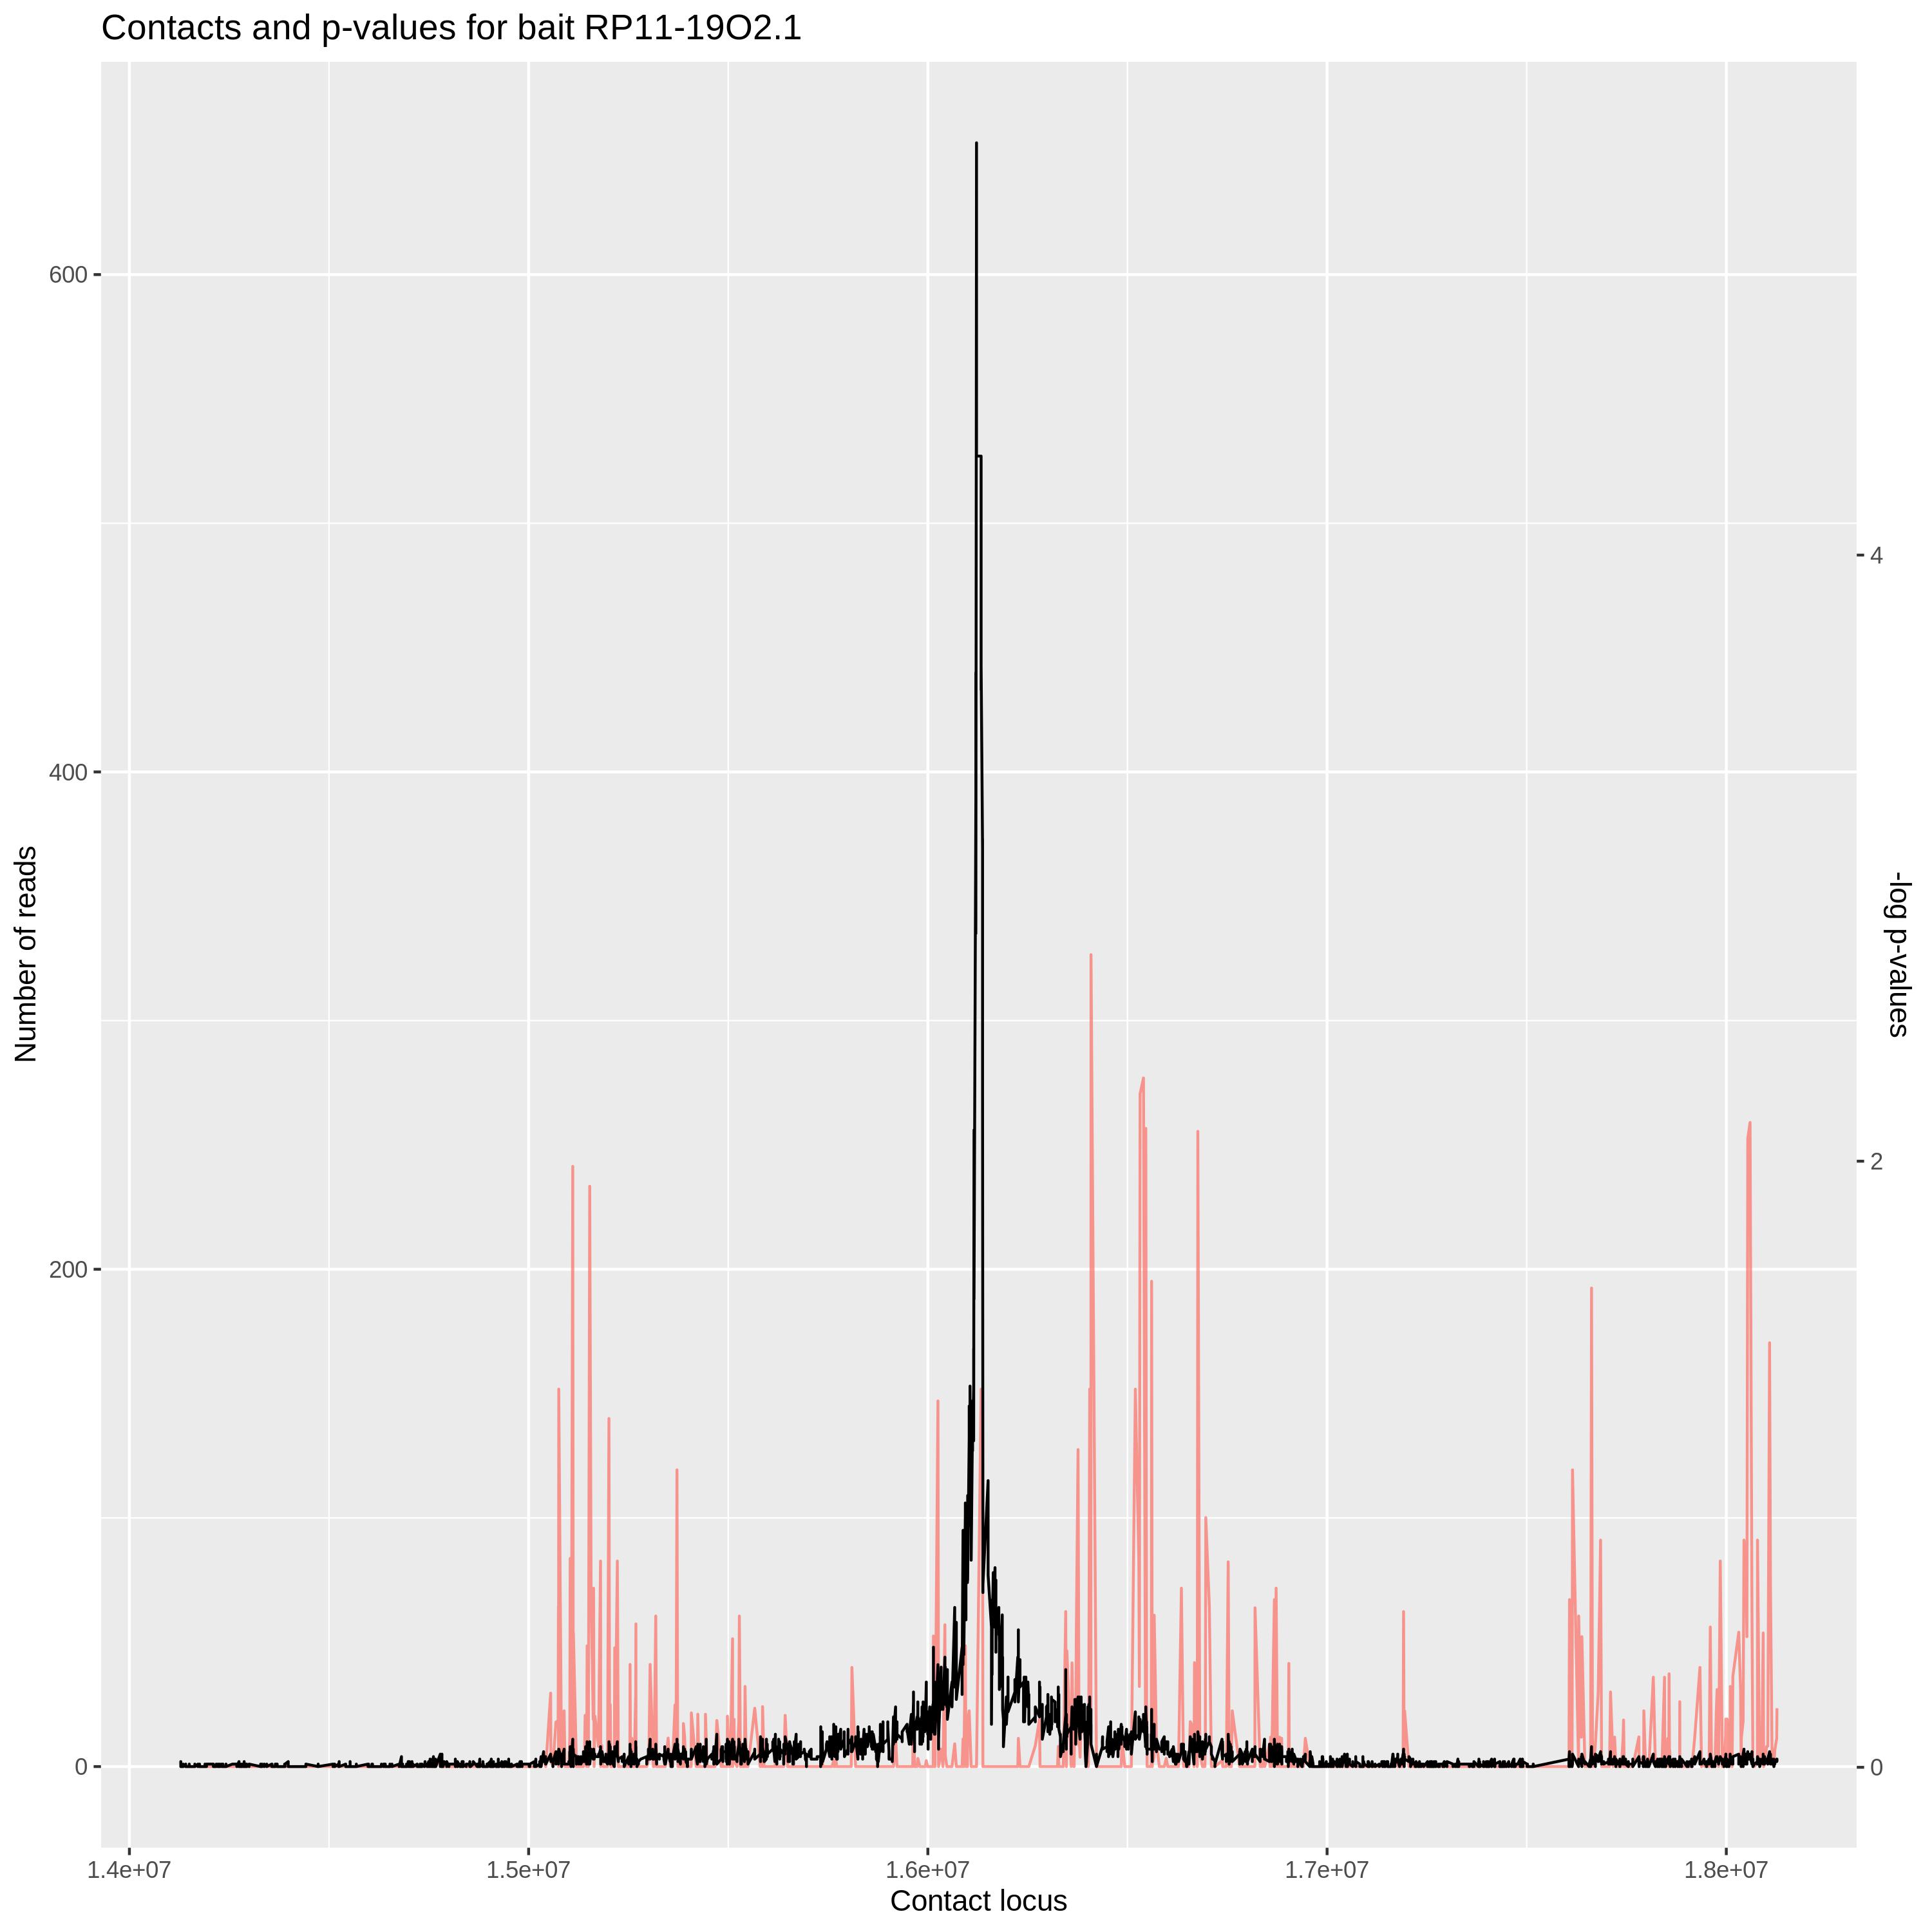 Contacts and p-values for bait RP11-19O2.1
600
400
200
0
Number of reads
4
2
0
-log p-values
1.4e+07
1.5e+07
1.6e+07
1.7e+07
1.8e+07
Contact locus